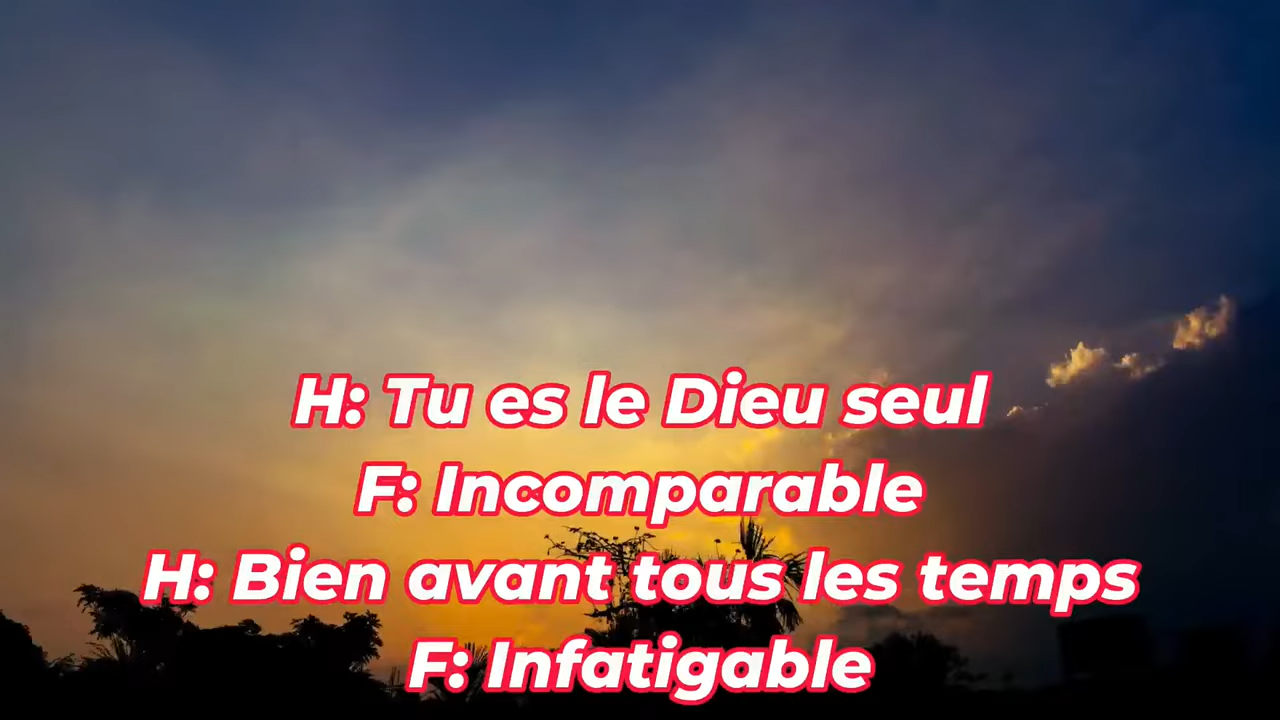 H: Tu es le Dieu seul
F: Incomparable
H: Bien avant tous les temps
F: Infatigable